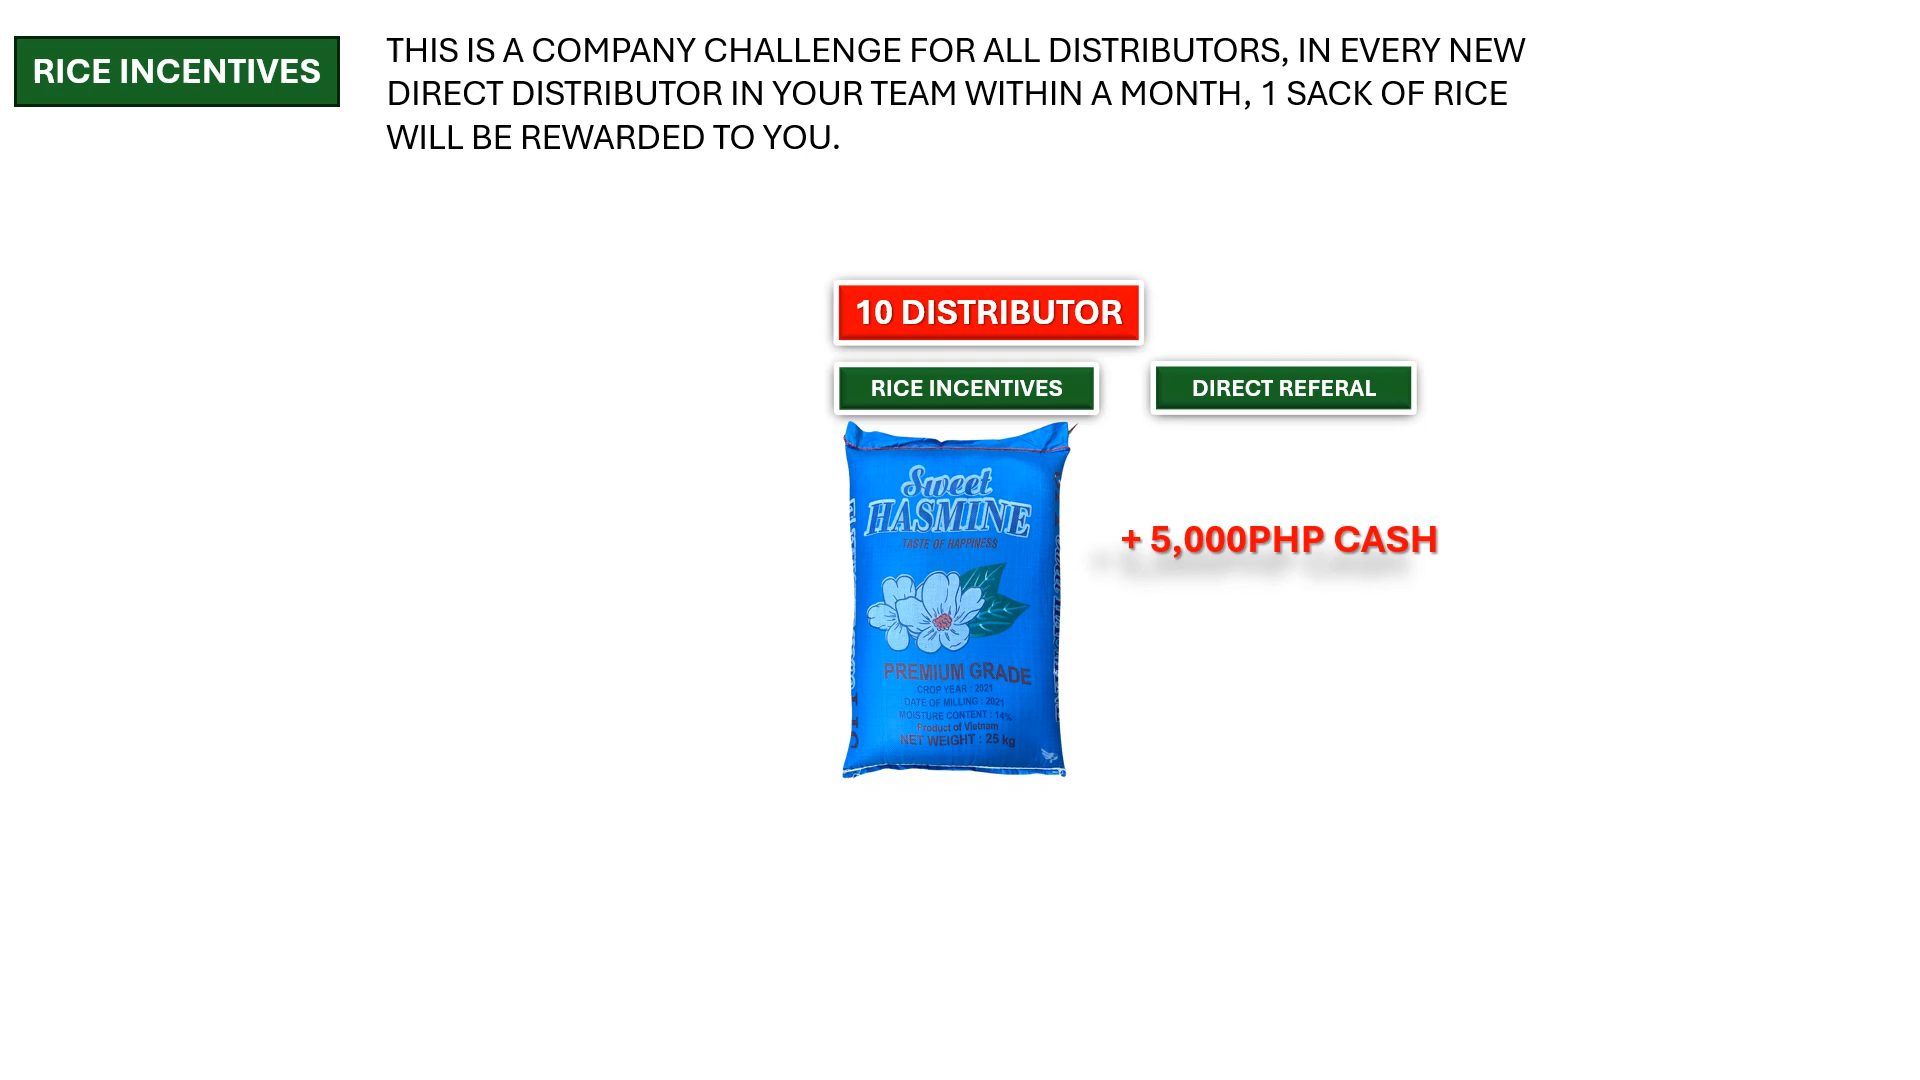 RICE INCENTIVES
THIS IS A COMPANY CHALLENGE FOR ALL DISTRIBUTORS, IN EVERY NEW
DIRECT DISTRIBUTOR IN YOUR TEAM WITHIN A MONTH, 1 SACK OF RICE
WILL BE REWARDED TO YOU.
10 DISTRIBUTOR
RICE INCENTIVES
DIRECT REFERAL
Sweet
HASMINE
TASTE OF HAPPINESS
+ 5,000PHP CASH
PREMIUM GRADE
CROP YEAR : 2021
DATE OF MILLING : 2021
MOISTURE CONTENT : 14%
Product of Vietnam
NET WEIGHT : 25 kg